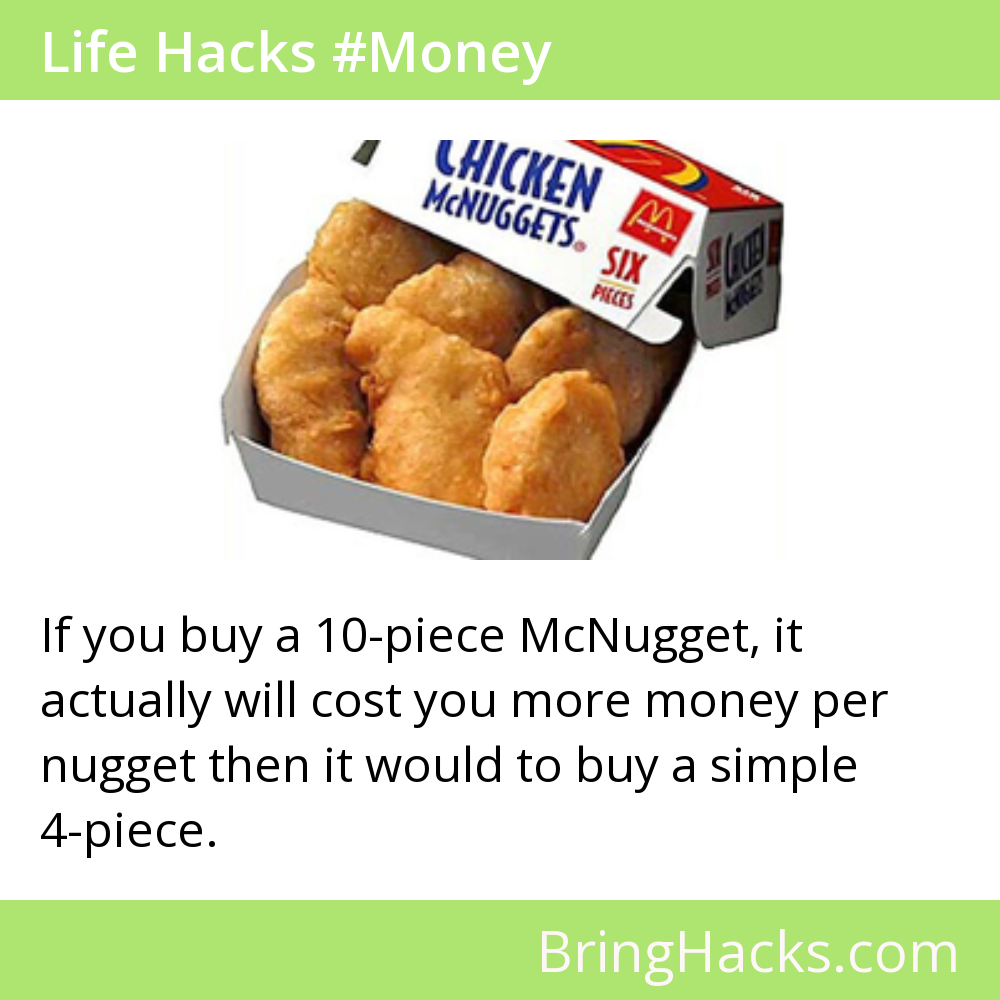 Life Hacks #Money
CHICKEN
McNUGGETS®
SIX
PIECES
If you buy a 10-piece McNugget, it
actually will cost you more money per
nugget then it would to buy a simple
4-piece.
BringHacks.com